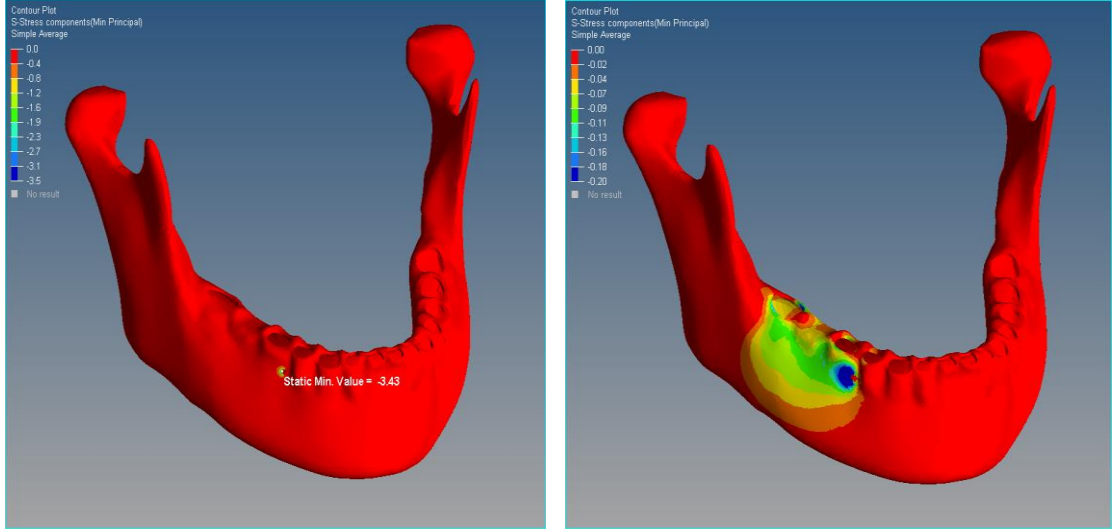 Contour Plot
S-Stress components(Min Principal)
Simple Average
0.0
-0.4
-0.8
-1.2
-1.6
-1.9
-2.3
-2.7
-3.1
-3.5
No result
Static Min. Value = -3.43
Contour Plot
S-Stress components(Min Principal)
Simple Average
0.00
-0.02
-0.04
-0.07
-0.09
-0.11
-0.13
-0.16
-0.18
-0.20
No result